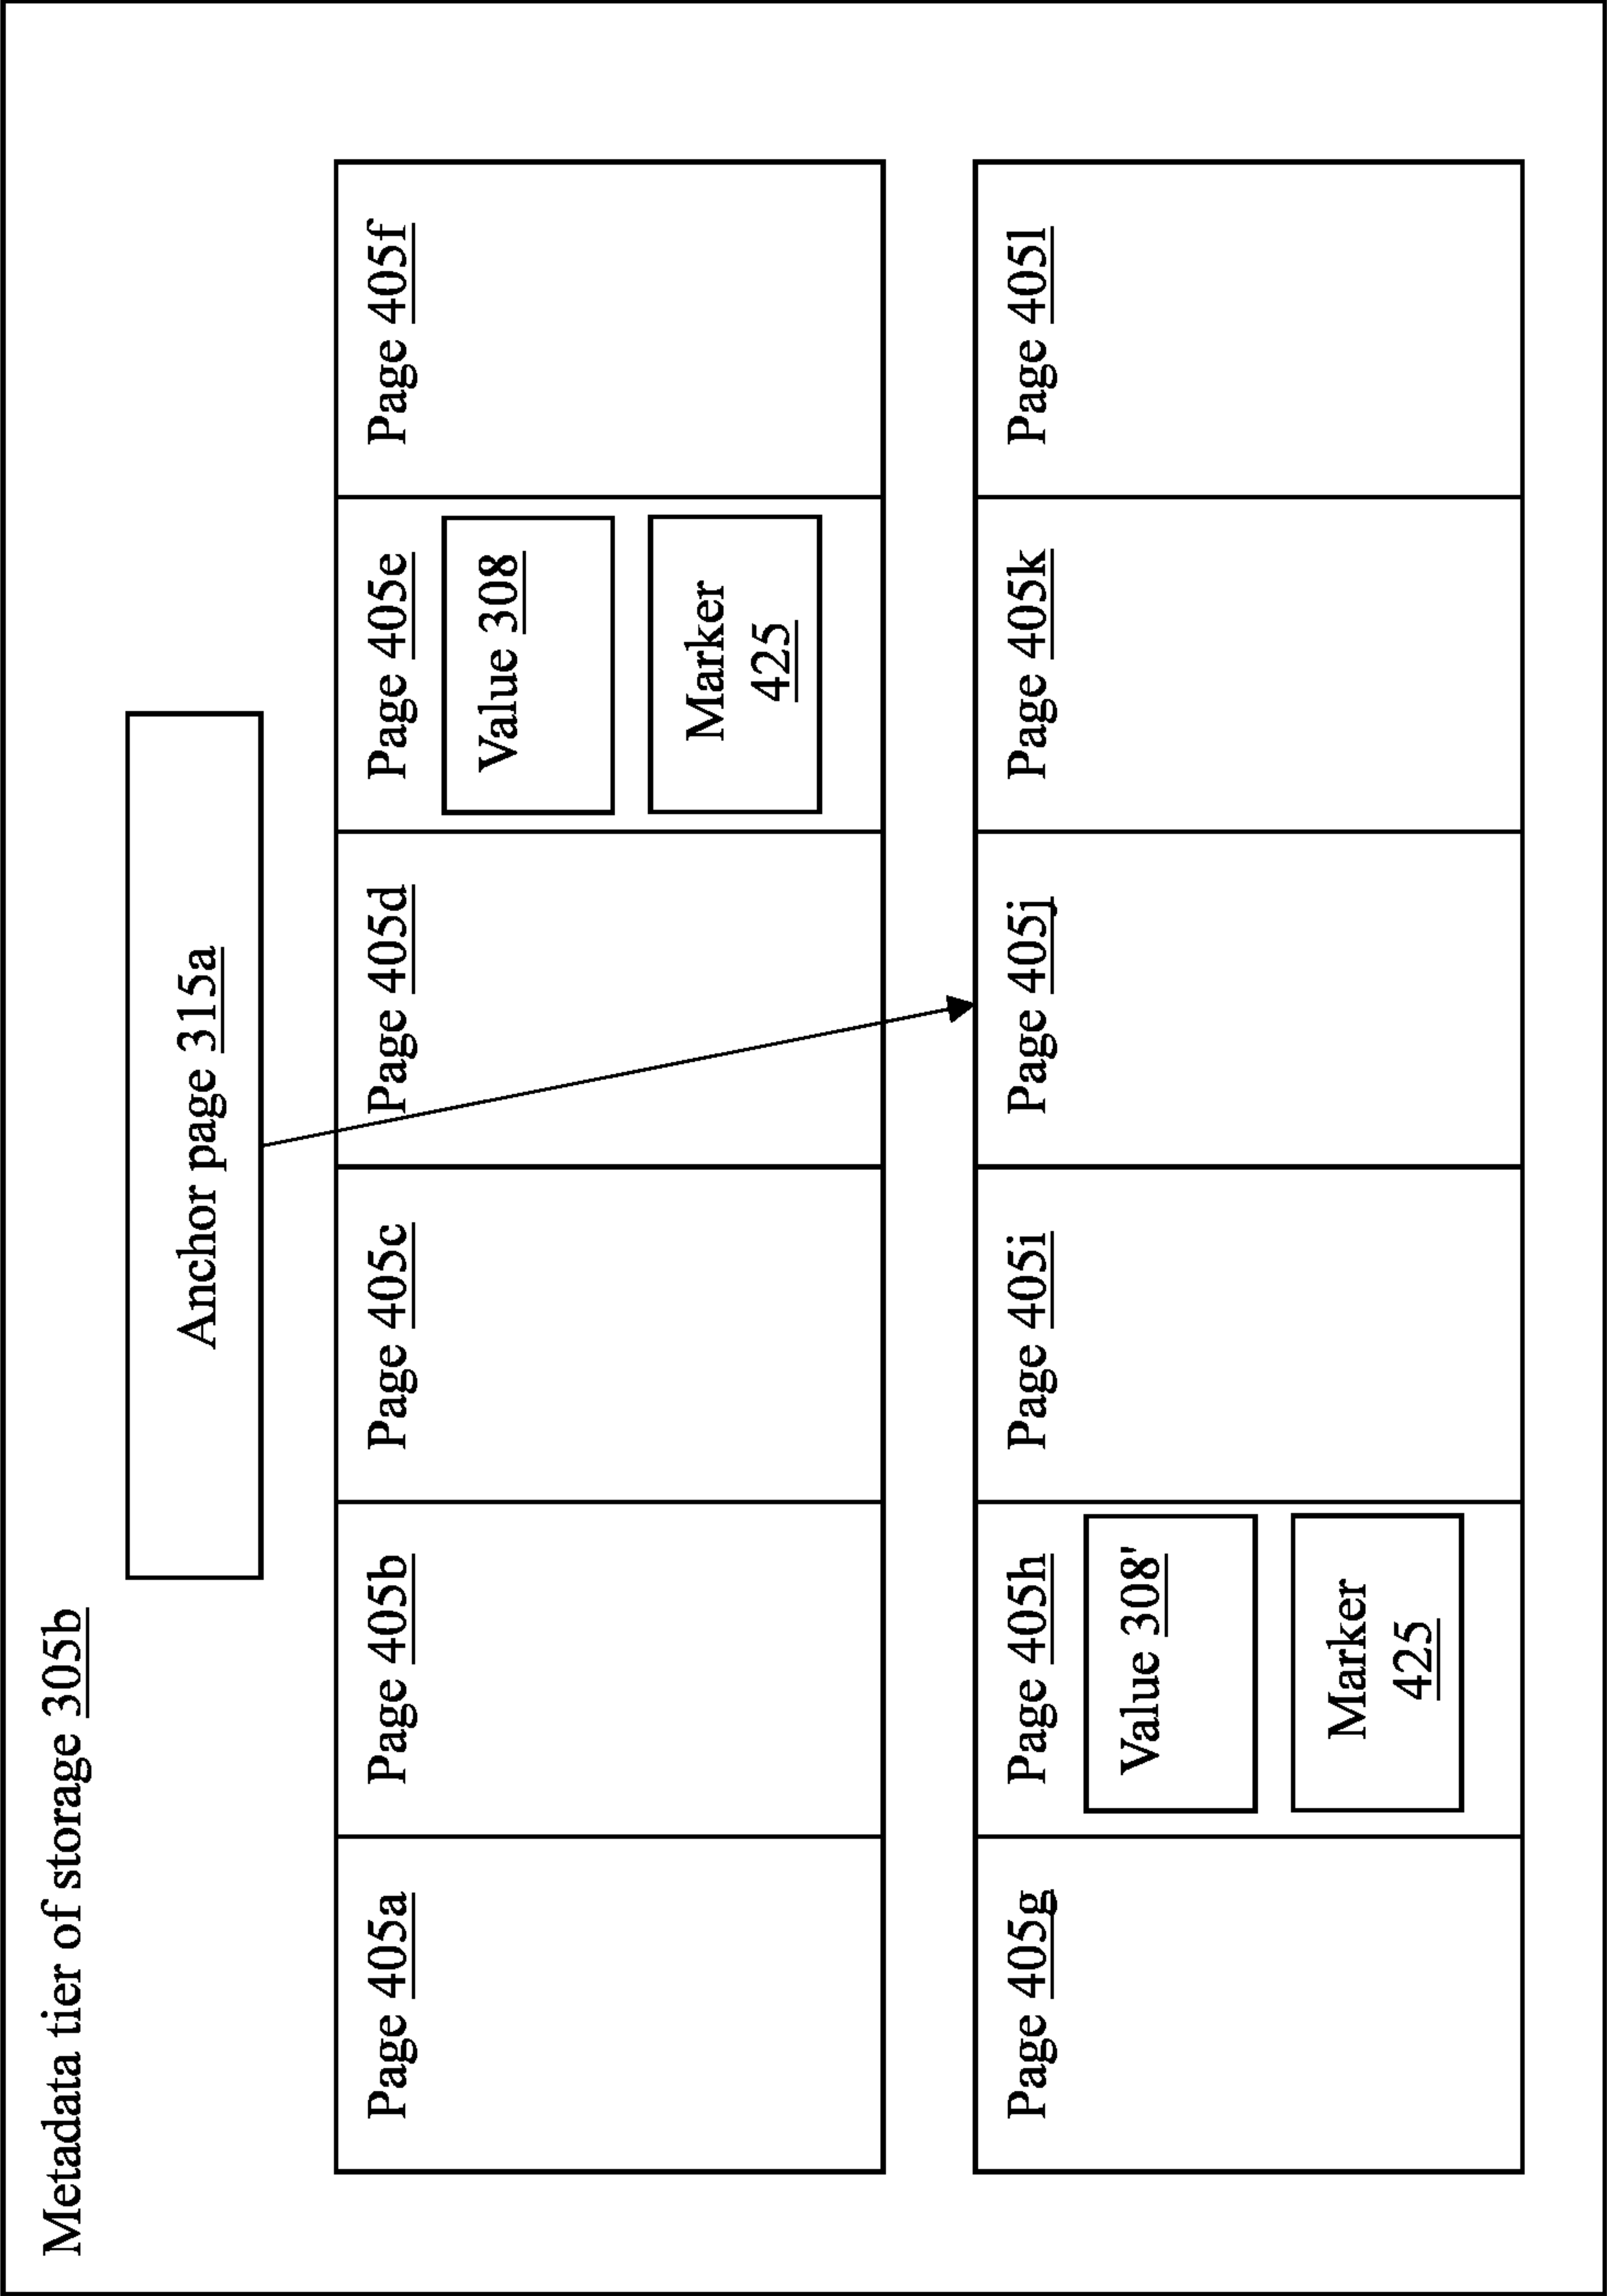 Metadata tier of storage 305b
Anchor page 315a
Page 405a
Page 405b
Page 405c
Page 405d
Page 405e
Value 308
Marker
425
Page 405f
Page 405g
Page 405h
Value 308'
Marker
425
Page 405i
Page 405j
Page 405k
Page 405l